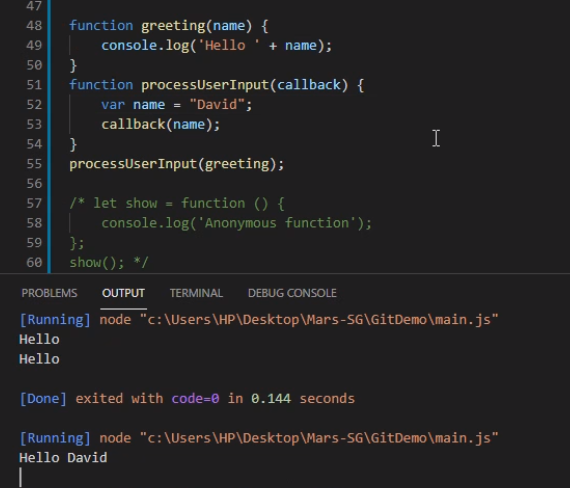 47
48 function greeting(name) {
49 console.log('Hello ' + name);
50 }
51 function processUserInput(callback) {
52 var name = "David";
53 callback(name);
54 }
55 processUserInput(greeting);
56
57 /* let show = function () {
58 console.log('Anonymous function');
59 };
60 show(); */
PROBLEMS OUTPUT TERMINAL DEBUG CONSOLE
[Running] node "c:\Users\HP\Desktop\Mars-SG\GitDemo\main.js"
Hello
Hello
[Done] exited with code=0 in 0.144 seconds
[Running] node "c:\Users\HP\Desktop\Mars-SG\GitDemo\main.js"
Hello David